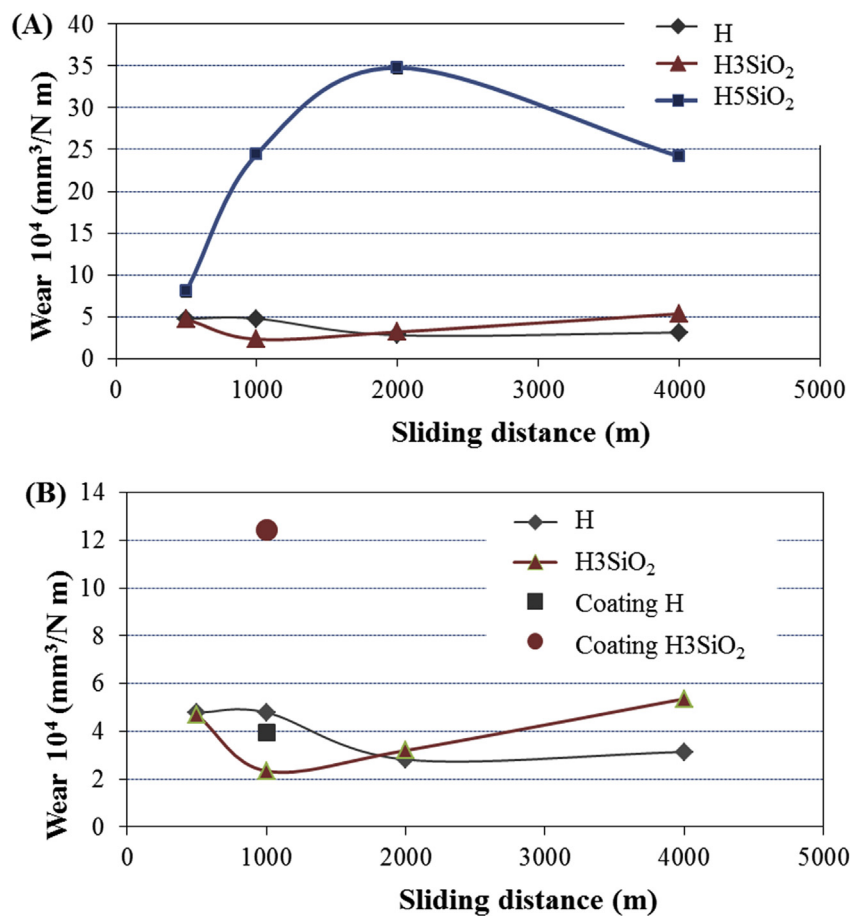 (A)
Wear 10⁴ (mm³/N m)
40
35
30
25
20
15
10
5
0
0 1000 2000 3000 4000 5000
Sliding distance (m)
H
H3SiO₂
H5SiO₂
(B)
Wear 10⁴ (mm³/N m)
14
12
10
8
6
4
2
0
0 1000 2000 3000 4000 5000
Sliding distance (m)
H
H3SiO₂
Coating H
Coating H3SiO₂